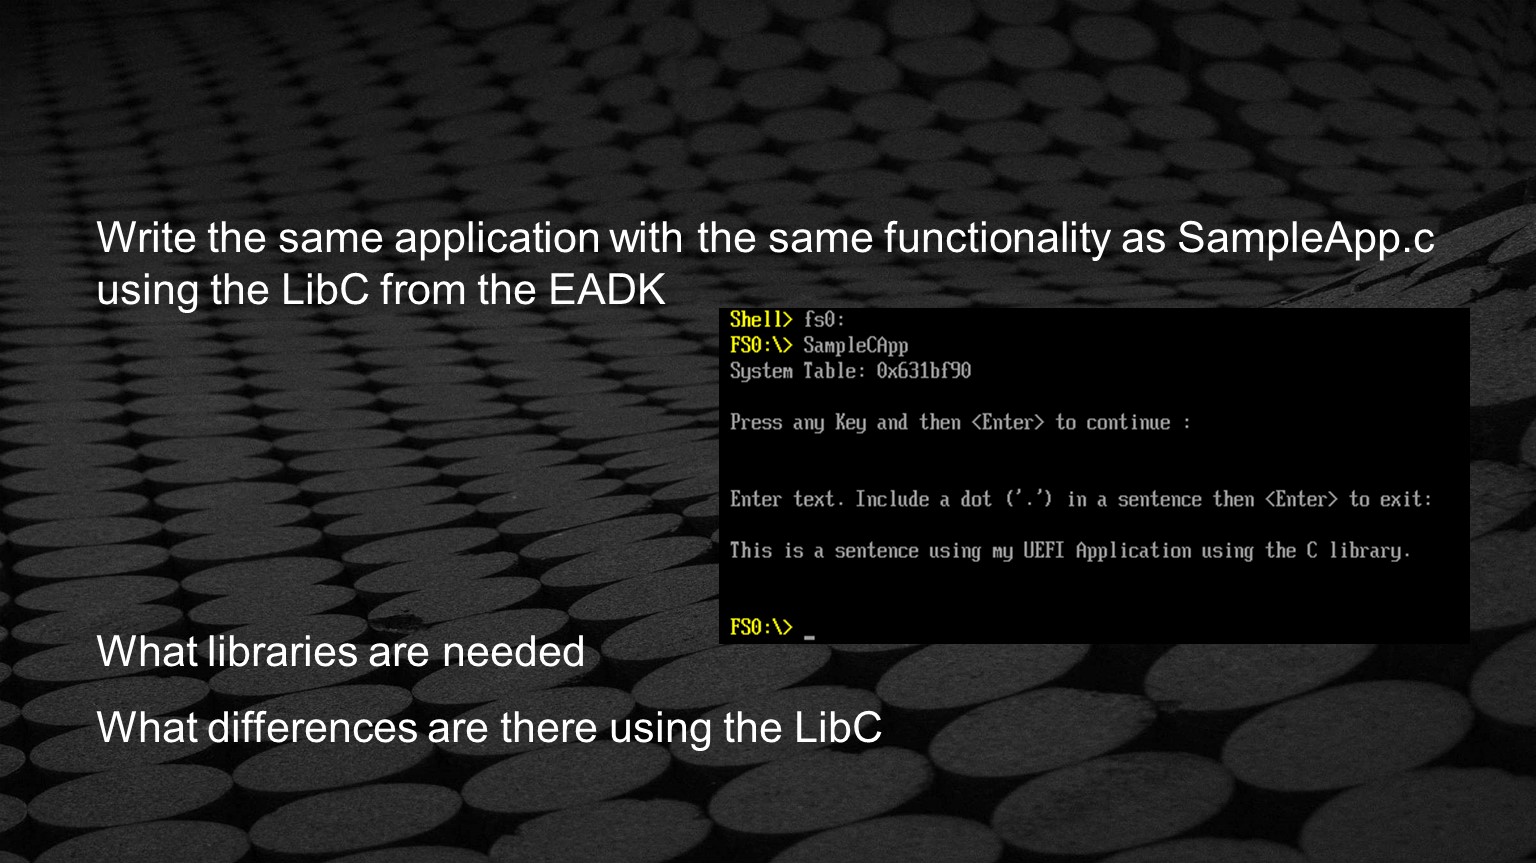 Write the same application with the same functionality as SampleApp.c
using the LibC from the EADK
Shell> fs0:
FS0:\> SampleCApp
System Table: 0x631bf90
Press any Key and then <Enter> to continue :
Enter text. Include a dot ('.') in a sentence then <Enter> to exit:
This is a sentence using my UEFI Application using the C library.
FS0:\> _
What libraries are needed
What differences are there using the LibC